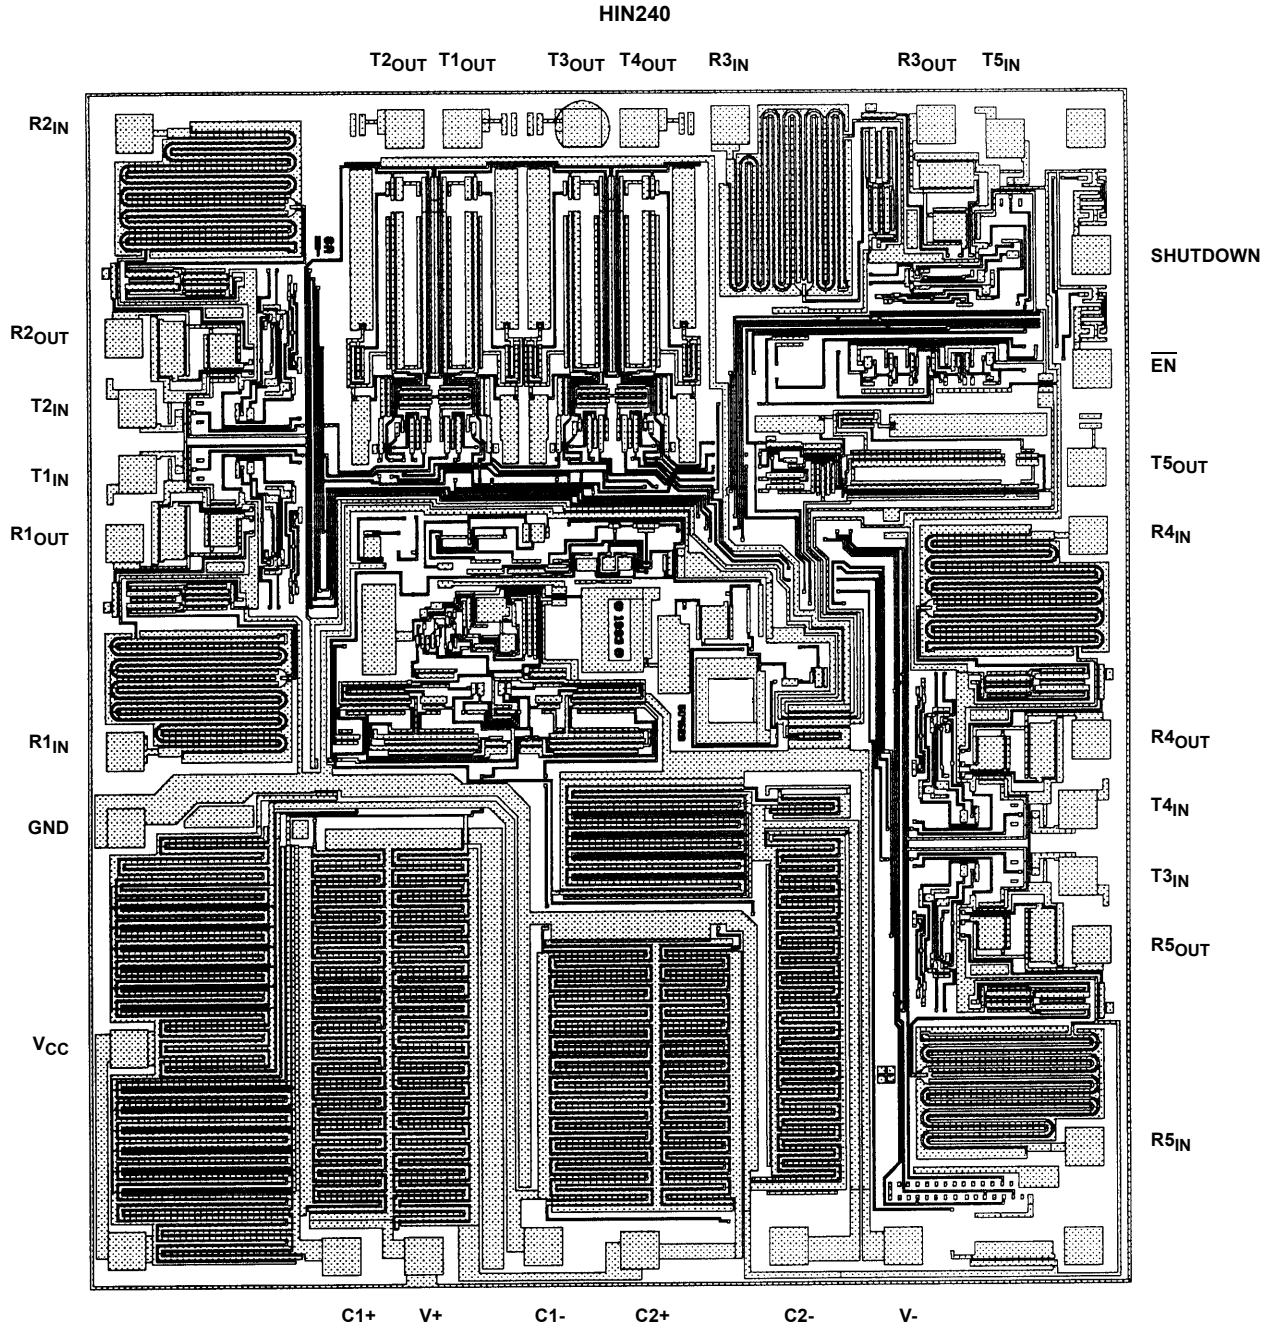 HIN240
T2OUT T1OUT T3OUT T4OUT R3IN R3OUT T5IN
R2IN
SHUTDOWN
R2OUT
EN
T2IN
T5OUT
T1IN
R1OUT
R4IN
© 1993 ©
R1IN
R4OUT
T4IN
GND
T3IN
R5OUT
VCC
R5IN
C1+ V+ C1- C2+ C2- V-